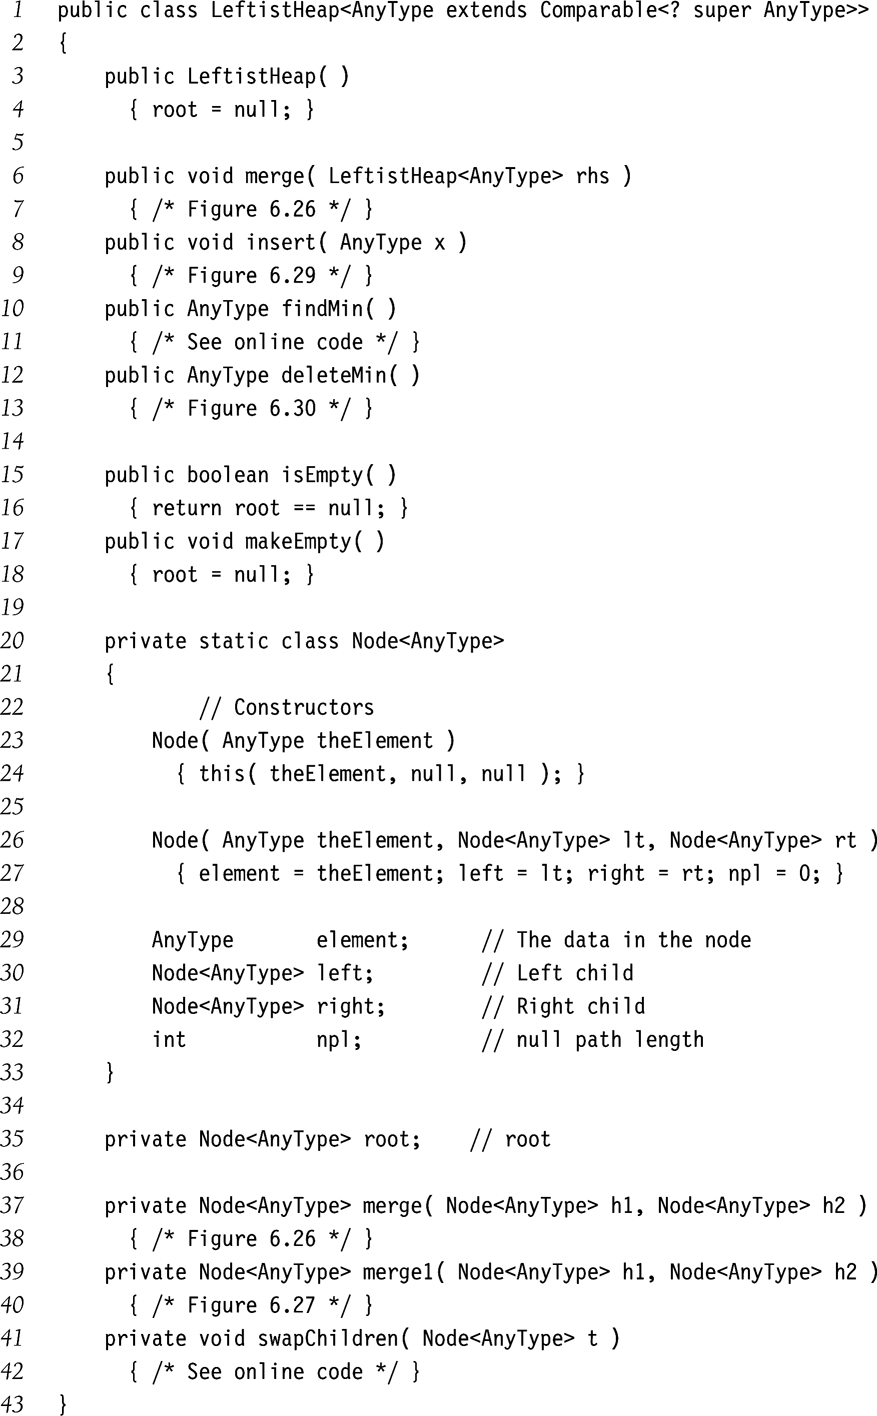 1 public class LeftistHeap<AnyType extends Comparable<? super AnyType>>
2 {
3     public LeftistHeap( )
4       { root = null; }
5
6     public void merge( LeftistHeap<AnyType> rhs )
7       { /* Figure 6.26 */ }
8     public void insert( AnyType x )
9       { /* Figure 6.29 */ }
10     public AnyType findMin( )
11       { /* See online code */ }
12     public AnyType deleteMin( )
13       { /* Figure 6.30 */ }
14
15     public boolean isEmpty( )
16       { return root == null; }
17     public void makeEmpty( )
18       { root = null; }
19
20     private static class Node<AnyType>
21     {
22             // Constructors
23         Node( AnyType theElement )
24           { this( theElement, null, null ); }
25
26         Node( AnyType theElement, Node<AnyType> lt, Node<AnyType> rt )
27           { element = theElement; left = lt; right = rt; npl = 0; }
28
29         AnyType       element;      // The data in the node
30         Node<AnyType> left;         // Left child
31         Node<AnyType> right;        // Right child
32         int           npl;          // null path length
33     }
34
35     private Node<AnyType> root;    // root
36
37     private Node<AnyType> merge( Node<AnyType> h1, Node<AnyType> h2 )
38       { /* Figure 6.26 */ }
39     private Node<AnyType> merge1( Node<AnyType> h1, Node<AnyType> h2 )
40       { /* Figure 6.27 */ }
41     private void swapChildren( Node<AnyType> t )
42       { /* See online code */ }
43 }